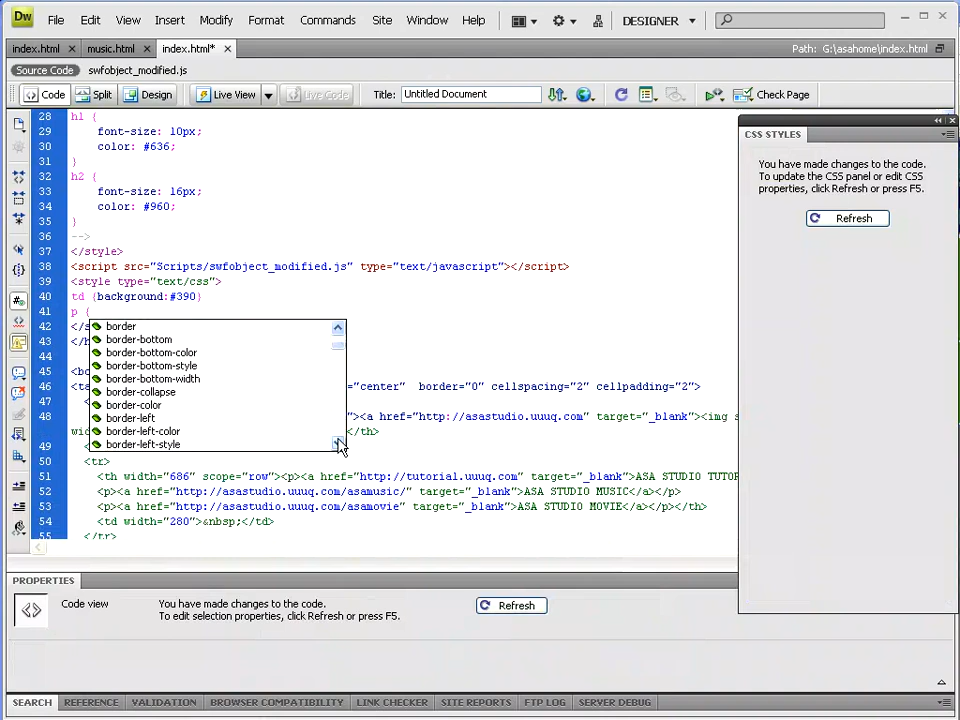 Dw File Edit View Insert Modify Format Commands Site Window Help DESIGNER
index.html music.html index.html* Path: G:\asahome\index.html
Source Code swfobject_modified.js
Code Split Design Live View Live Code Title: Untitled Document Check Page
28 h1 {
29 font-size: 10px;
30 color: #636;
31 }
32 h2 {
33 font-size: 16px;
34 color: #960;
35 }
36 -->
37 </style>
38 <script src="Scripts/swfobject_modified.js" type="text/javascript"></script>
39 <style type="text/css">
40 td {background:#390}
41 p {
42 </s
43 </h
44
45 <bo
46 <ta ="center" border="0" cellspacing="2" cellpadding="2">
47
48 "><a href="http://asastudio.uuuq.com" target="_blank"><img s
wid </th>
49
50 <tr>
51 <th width="686" scope="row"><p><a href="http://tutorial.uuuq.com" target="_blank">ASA STUDIO TUTOR
52 <p><a href="http://asastudio.uuuq.com/asamusic/" target="_blank">ASA STUDIO MUSIC</a></p>
53 <p><a href="http://asastudio.uuuq.com/asamovie" target="_blank">ASA STUDIO MOVIE</a></p></th>
54 <td width="280">&nbsp;</td>
55 </tr>
border
border-bottom
border-bottom-color
border-bottom-style
border-bottom-width
border-collapse
border-color
border-left
border-left-color
border-left-style
CSS STYLES
You have made changes to the code.
To update the CSS panel or edit CSS
properties, click Refresh or press F5.
Refresh
PROPERTIES
Code view You have made changes to the code.
To edit selection properties, click Refresh or press F5.
Refresh
SEARCH REFERENCE VALIDATION BROWSER COMPATIBILITY LINK CHECKER SITE REPORTS FTP LOG SERVER DEBUG